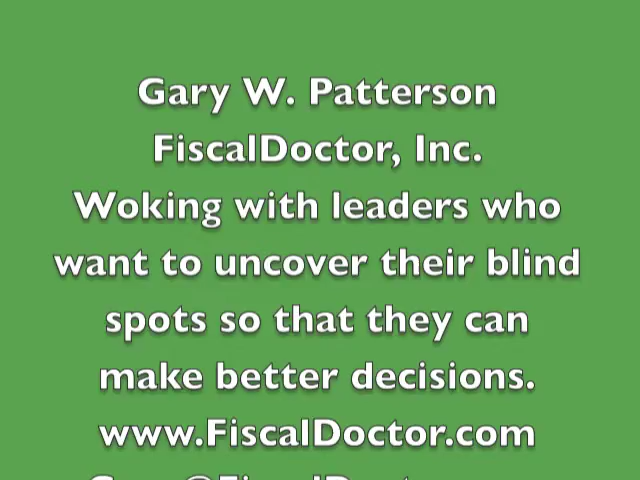 Gary W. Patterson
FiscalDoctor, Inc.
Woking with leaders who
want to uncover their blind
spots so that they can
make better decisions.
www.FiscalDoctor.com